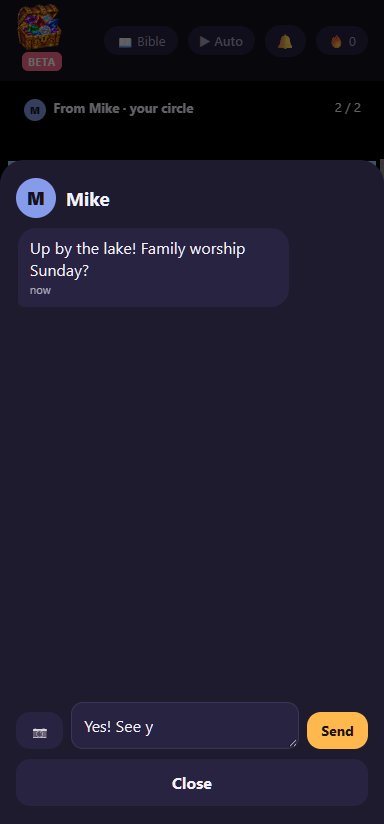 Bible
Auto
0
BETA
M From Mike · your circle
2 / 2
M Mike
Up by the lake! Family worship
Sunday?
now
Yes! See y
Send
Close